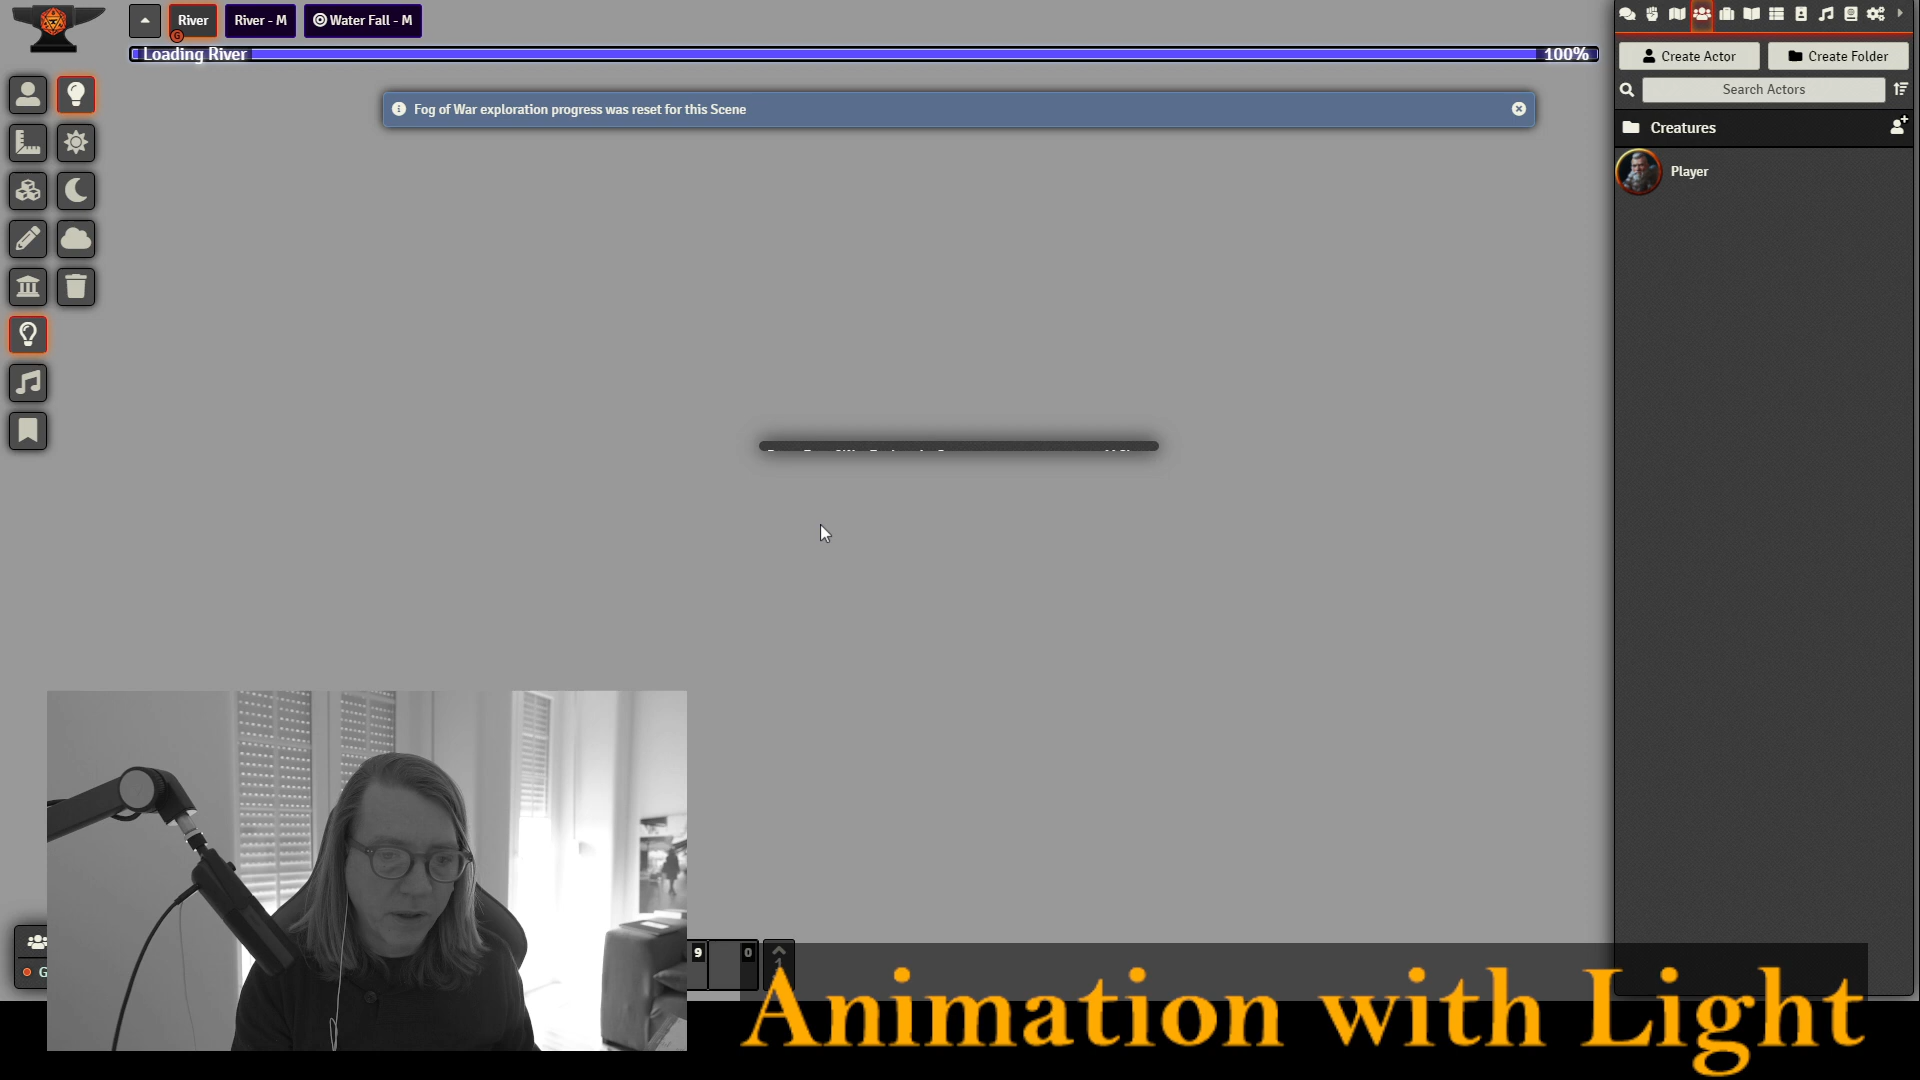 River
River - M
Water Fall - M
Loading River
100%
Fog of War exploration progress was reset for this Scene
Create Actor
Create Folder
Search Actors
Creatures
Player
G
G
9
0
1
Animation with Light